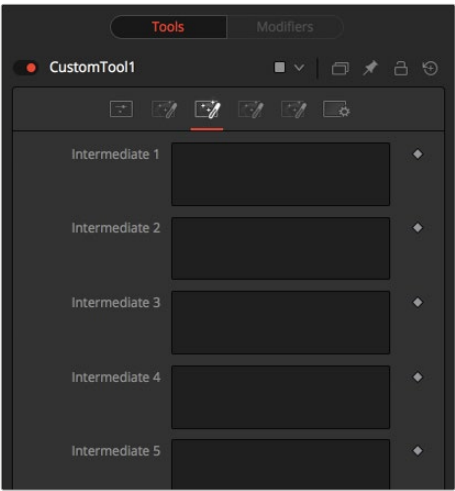 Tools Modifiers
CustomTool1
Intermediate 1
Intermediate 2
Intermediate 3
Intermediate 4
Intermediate 5